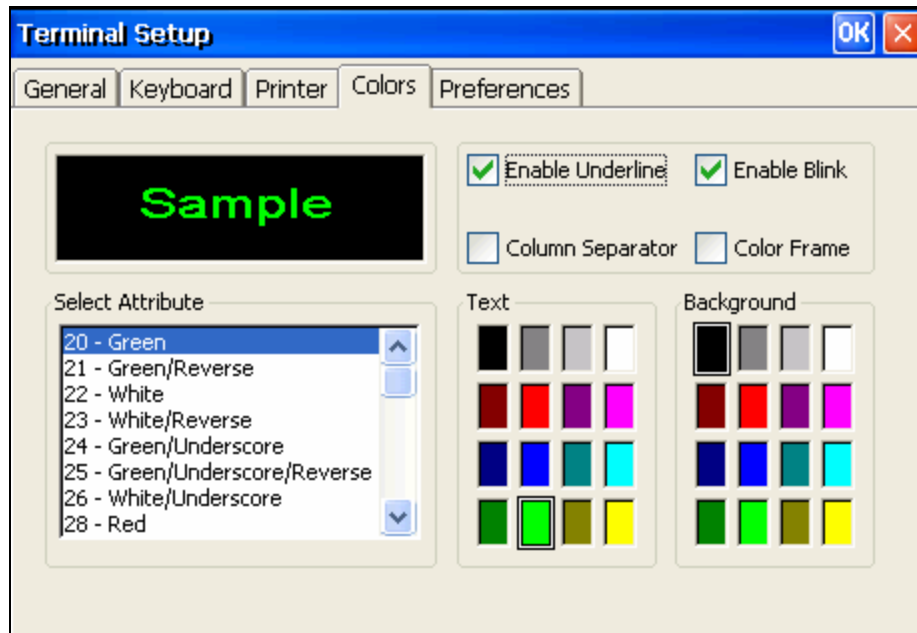 Terminal Setup OK
General Keyboard Printer Colors Preferences
Sample
Enable Underline Enable Blink
Column Separator Color Frame
Select Attribute Text Background
20 - Green
21 - Green/Reverse
22 - White
23 - White/Reverse
24 - Green/Underscore
25 - Green/Underscore/Reverse
26 - White/Underscore
28 - Red